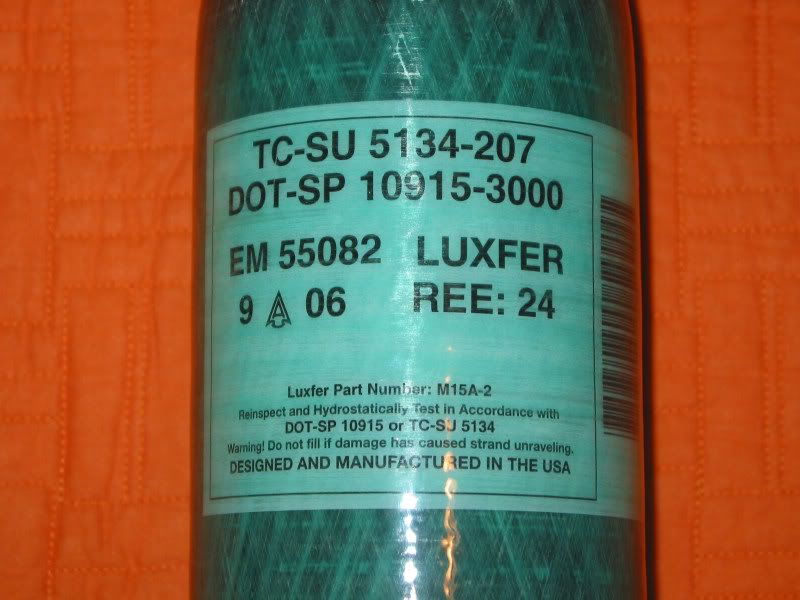 TC-SU 5134-207
DOT-SP 10915-3000
EM 55082 LUXFER
9 06 REE: 24
Luxfer Part Number: M15A-2
Reinspect and Hydrostatically Test in Accordance with
DOT-SP 10915 or TC-SU 5134
Warning! Do not fill if damage has caused strand unraveling.
DESIGNED AND MANUFACTURED IN THE USA